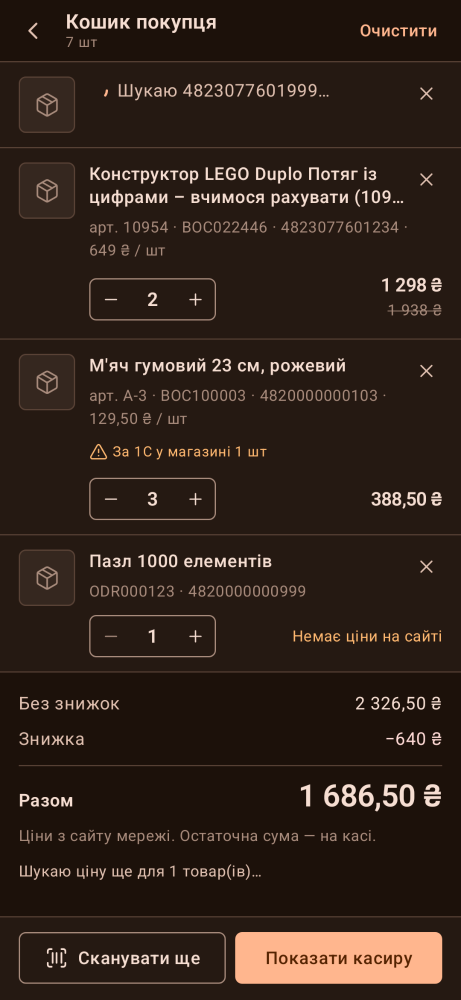 Кошик покупця
7 шт
Очистити
Шукаю 4823077601999…
Конструктор LEGO Duplo Потяг із
цифрами – вчимося рахувати (109…
арт. 10954 · BOC022446 · 4823077601234 ·
649 ₴ / шт
2
1 298 ₴
1 938 ₴
М'яч гумовий 23 см, рожевий
арт. А-3 · BOC100003 · 4820000000103 ·
129,50 ₴ / шт
За 1С у магазині 1 шт
3
388,50 ₴
Пазл 1000 елементів
ODR000123 · 4820000000999
1
Немає ціни на сайті
Без знижок
2 326,50 ₴
Знижка
−640 ₴
Разом
1 686,50 ₴
Ціни з сайту мережі. Остаточна сума — на касі.
Шукаю ціну ще для 1 товар(ів)…
Сканувати ще
Показати касиру